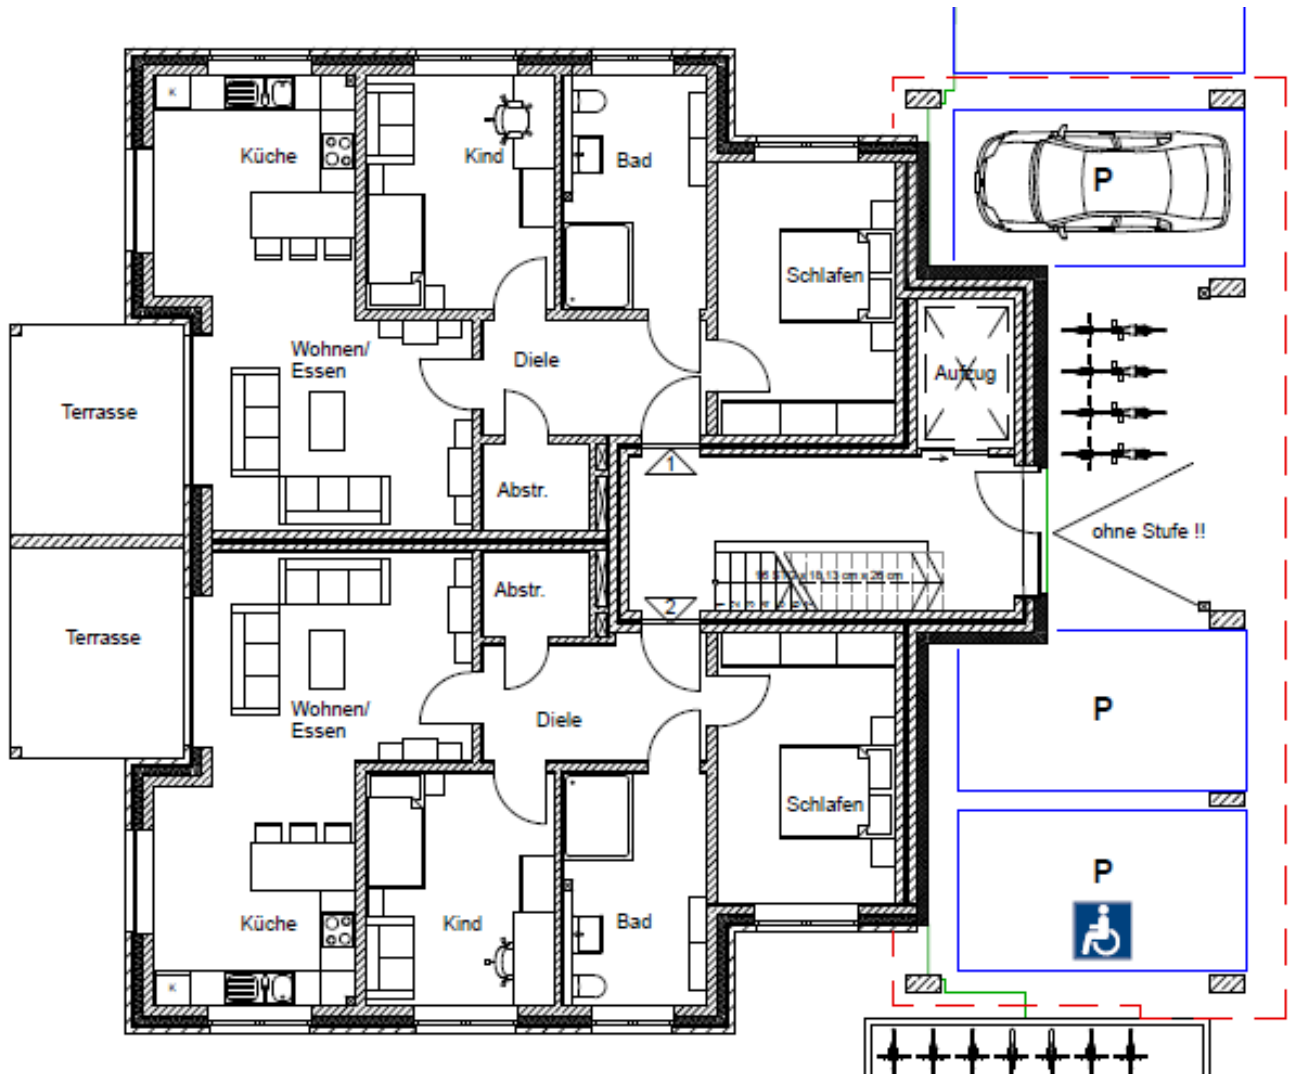 K
Küche
Kind
Bad
P
Schlafen
Wohnen/
Essen
Diele
Aufzug
Terrasse
1
Abstr.
ohne Stufe !!
Abstr.
2
Terrasse
Wohnen/
Essen
Diele
P
Schlafen
P
Küche
Kind
Bad
K